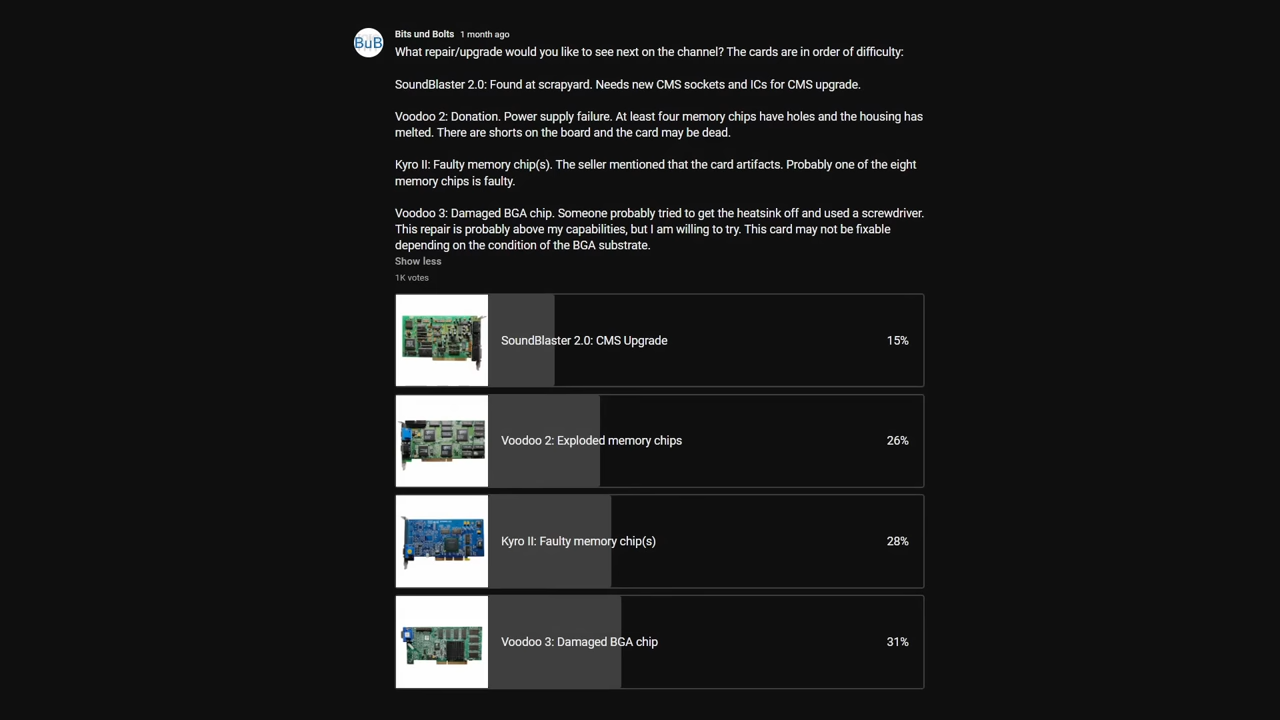 BuB
Bits und Bolts 1 month ago
What repair/upgrade would you like to see next on the channel? The cards are in order of difficulty:
SoundBlaster 2.0: Found at scrapyard. Needs new CMS sockets and ICs for CMS upgrade.
Voodoo 2: Donation. Power supply failure. At least four memory chips have holes and the housing has
melted. There are shorts on the board and the card may be dead.
Kyro II: Faulty memory chip(s). The seller mentioned that the card artifacts. Probably one of the eight
memory chips is faulty.
Voodoo 3: Damaged BGA chip. Someone probably tried to get the heatsink off and used a screwdriver.
This repair is probably above my capabilities, but I am willing to try. This card may not be fixable
depending on the condition of the BGA substrate.
Show less
1K votes
SoundBlaster 2.0: CMS Upgrade 15%
Voodoo 2: Exploded memory chips 26%
Kyro II: Faulty memory chip(s) 28%
Voodoo 3: Damaged BGA chip 31%